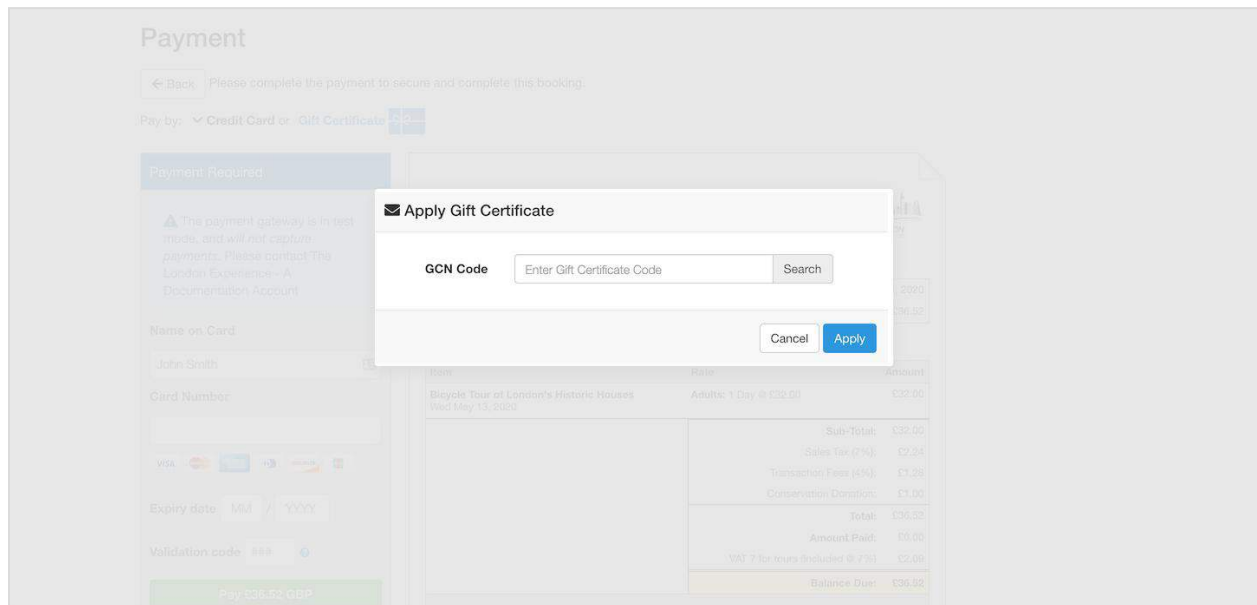 Payment
← Back Please complete the payment to secure and complete this booking.
Pay by: Credit Card or Gift Certificate
Payment Required
The payment gateway is in test
mode, and will not capture
payments. Please contact The
London Experience - A
Documentation Account
Apply Gift Certificate
GCN Code Enter Gift Certificate Code Search
Cancel Apply
, 2020
£36.52
Name on Card
John Smith
Card Number
Item Rate Amount
Bicycle Tour of London's Historic Houses Adults: 1 Day @ £32.00 £32.00
Wed May 13, 2020
Sub-Total: £32.00
Sales Tax (7%): £2.24
Transaction Fees (4%): £1.28
Conservation Donation: £1.00
Total: £36.52
Amount Paid: £0.00
£2.09
Balance Due: £36.52
VISA
Expiry date MM / YYYY
Validation code ###
Pay £36.52 GBP